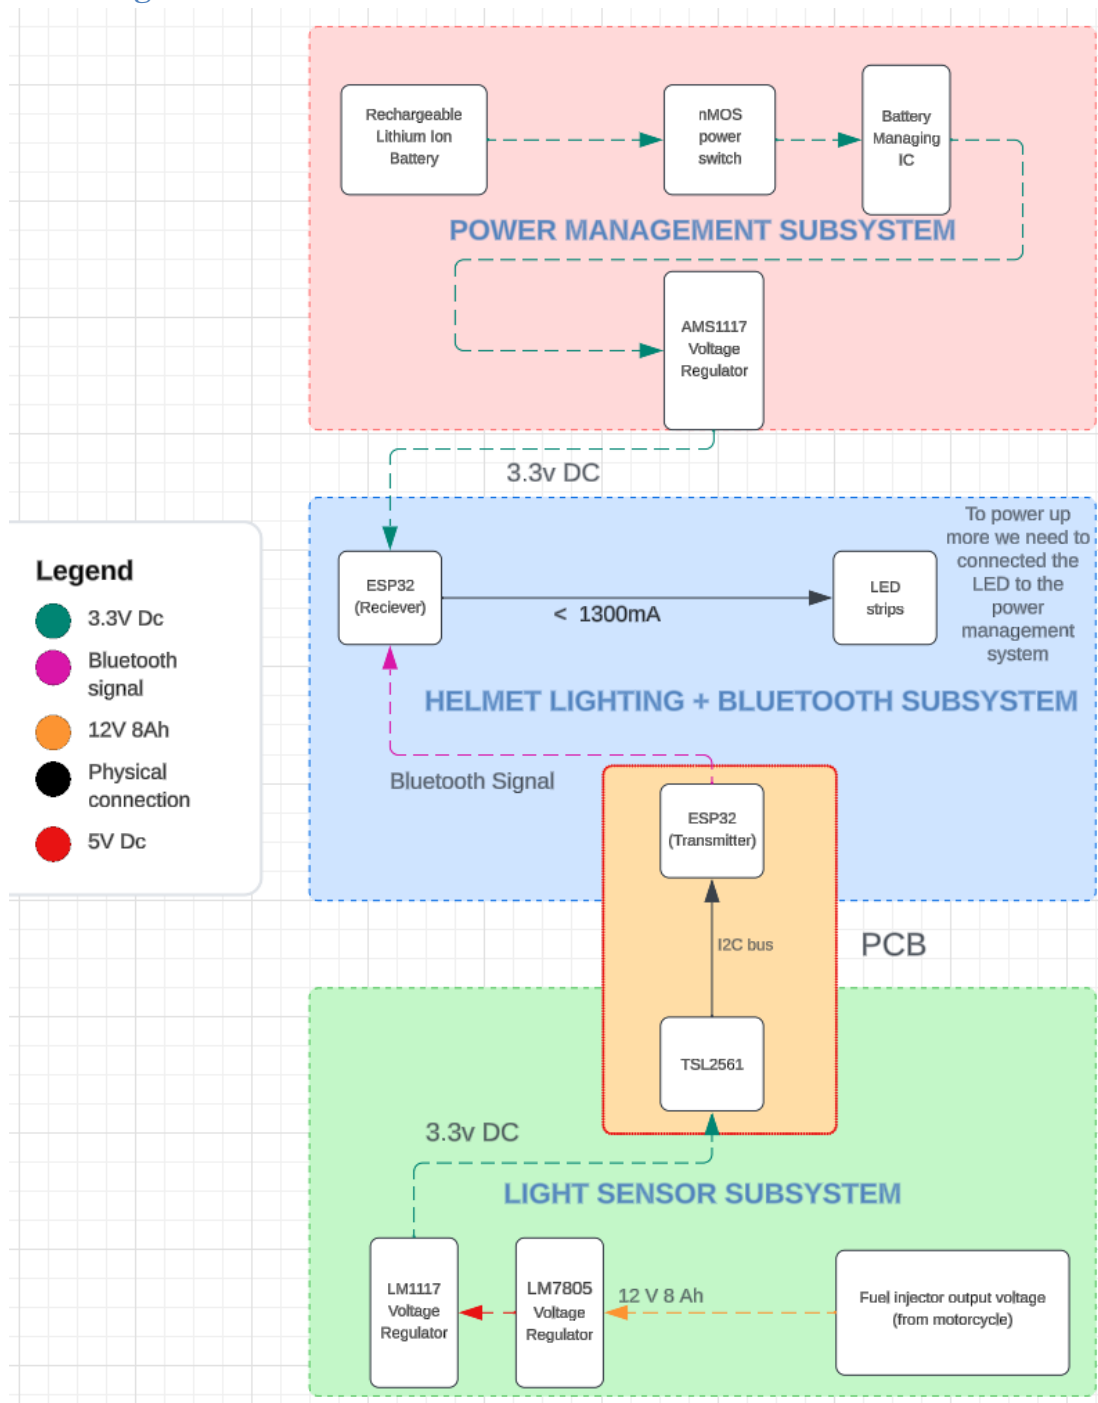 Rechargeable
Lithium Ion
Battery
nMOS
power
switch
Battery
Managing
IC
POWER MANAGEMENT SUBSYSTEM
AMS1117
Voltage
Regulator
3.3v DC
To power up
more we need to
connected the
LED to the
power
management
system
ESP32
(Reciever)
< 1300mA
LED
strips
Legend
3.3V Dc
Bluetooth
signal
12V 8Ah
Physical
connection
5V Dc
HELMET LIGHTING + BLUETOOTH SUBSYSTEM
Bluetooth Signal
ESP32
(Transmitter)
I2C bus
PCB
TSL2561
3.3v DC
LIGHT SENSOR SUBSYSTEM
LM1117
Voltage
Regulator
LM7805
Voltage
Regulator
12 V 8 Ah
Fuel injector output voltage
(from motorcycle)